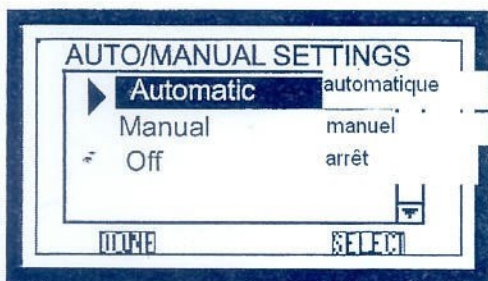 AUTO/MANUAL SETTINGS
Automatic automatique
Manual manuel
Off arrêt
DONE SELECT